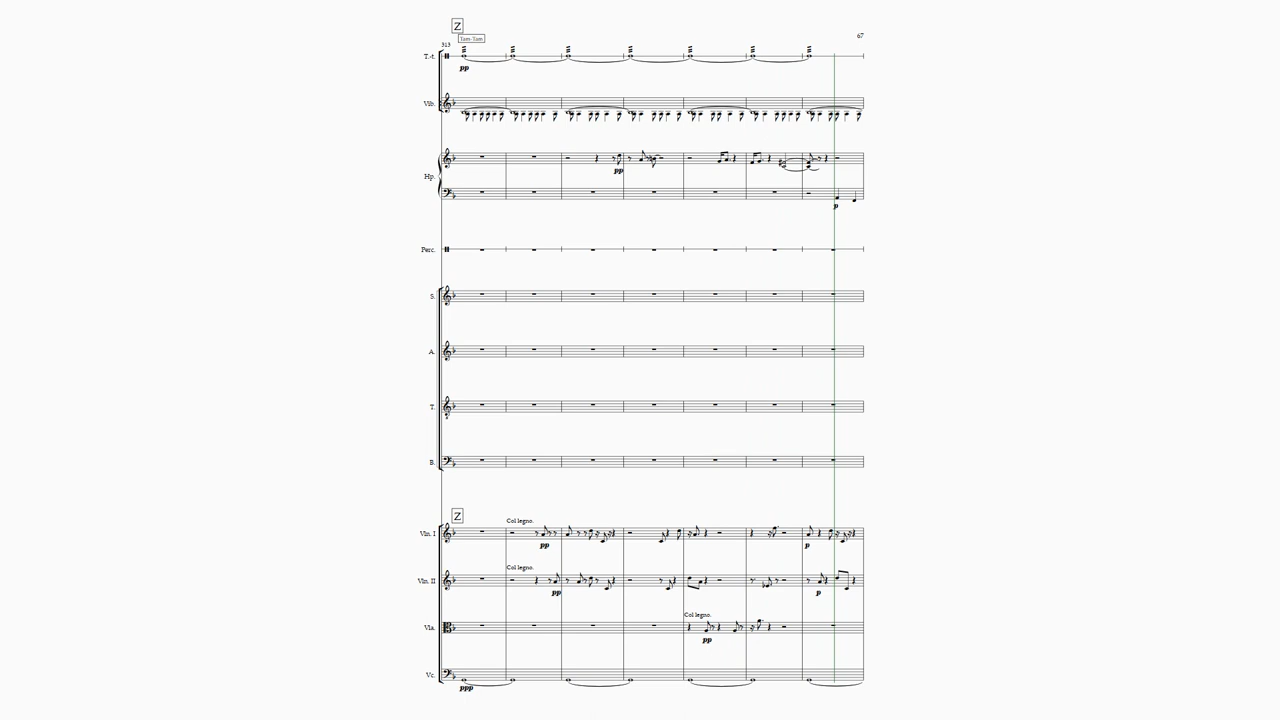 Z
Tam-Tam
67
313
T.-t.
pp
Vib.
Hp.
pp
p
Perc.
S.
A.
T.
B.
Z
Col legno.
Vln. I
pp
p
Col legno.
Vln. II
pp
p
Col legno.
Vla.
pp
Vc.
ppp